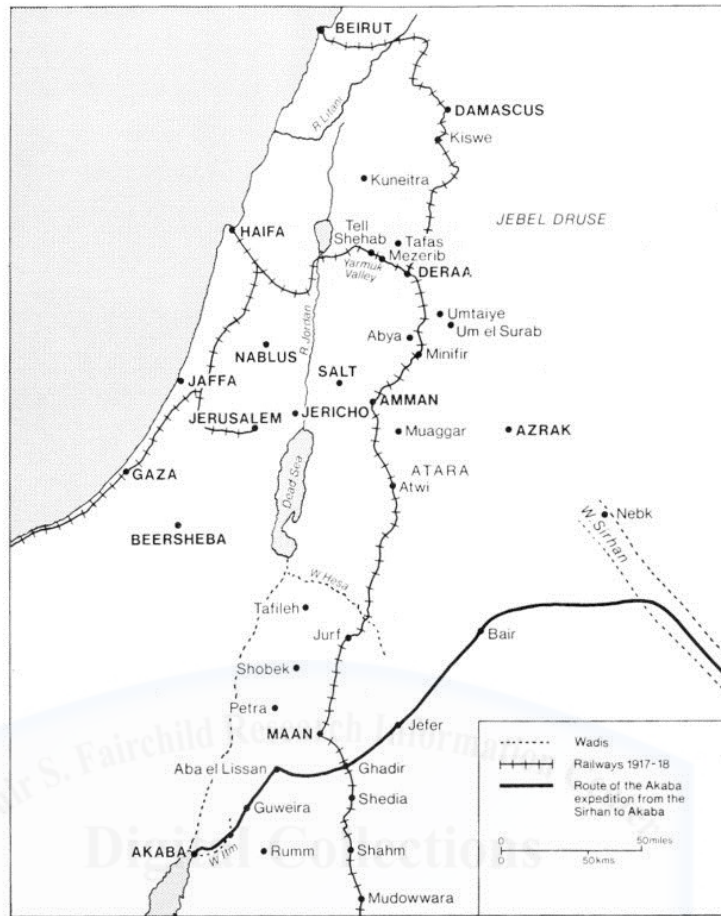 BEIRUT
R Litani
DAMASCUS
Kiswe
Kuneitra
JEBEL DRUSE
HAIFA
Tell
Shehab
Tafas
Mezerib
Yarmuk
Valley
DERAA
R Jordan
Umtaiye
Um el Surab
Abya
NABLUS
Minifir
SALT
JAFFA
AMMAN
JERICHO
JERUSALEM
Muaggar
AZRAK
GAZA
ATARA
Dead Sea
Atwi
BEERSHEBA
Nebk
W Sirhan
W Hesa
Tafileh
Jurf
Bair
Shobek
Petra
Jefer
MAAN
Aba el Lissan
Ghadir
Shedia
Guweira
AKABA
W Itm
Rumm
Shahm
Mudowwara
Wadis
Railways 1917-18
Route of the Akaba
expedition from the
Sirhan to Akaba
0 50miles
0 50kms
S. Fairchild Research Information
Digital Collections